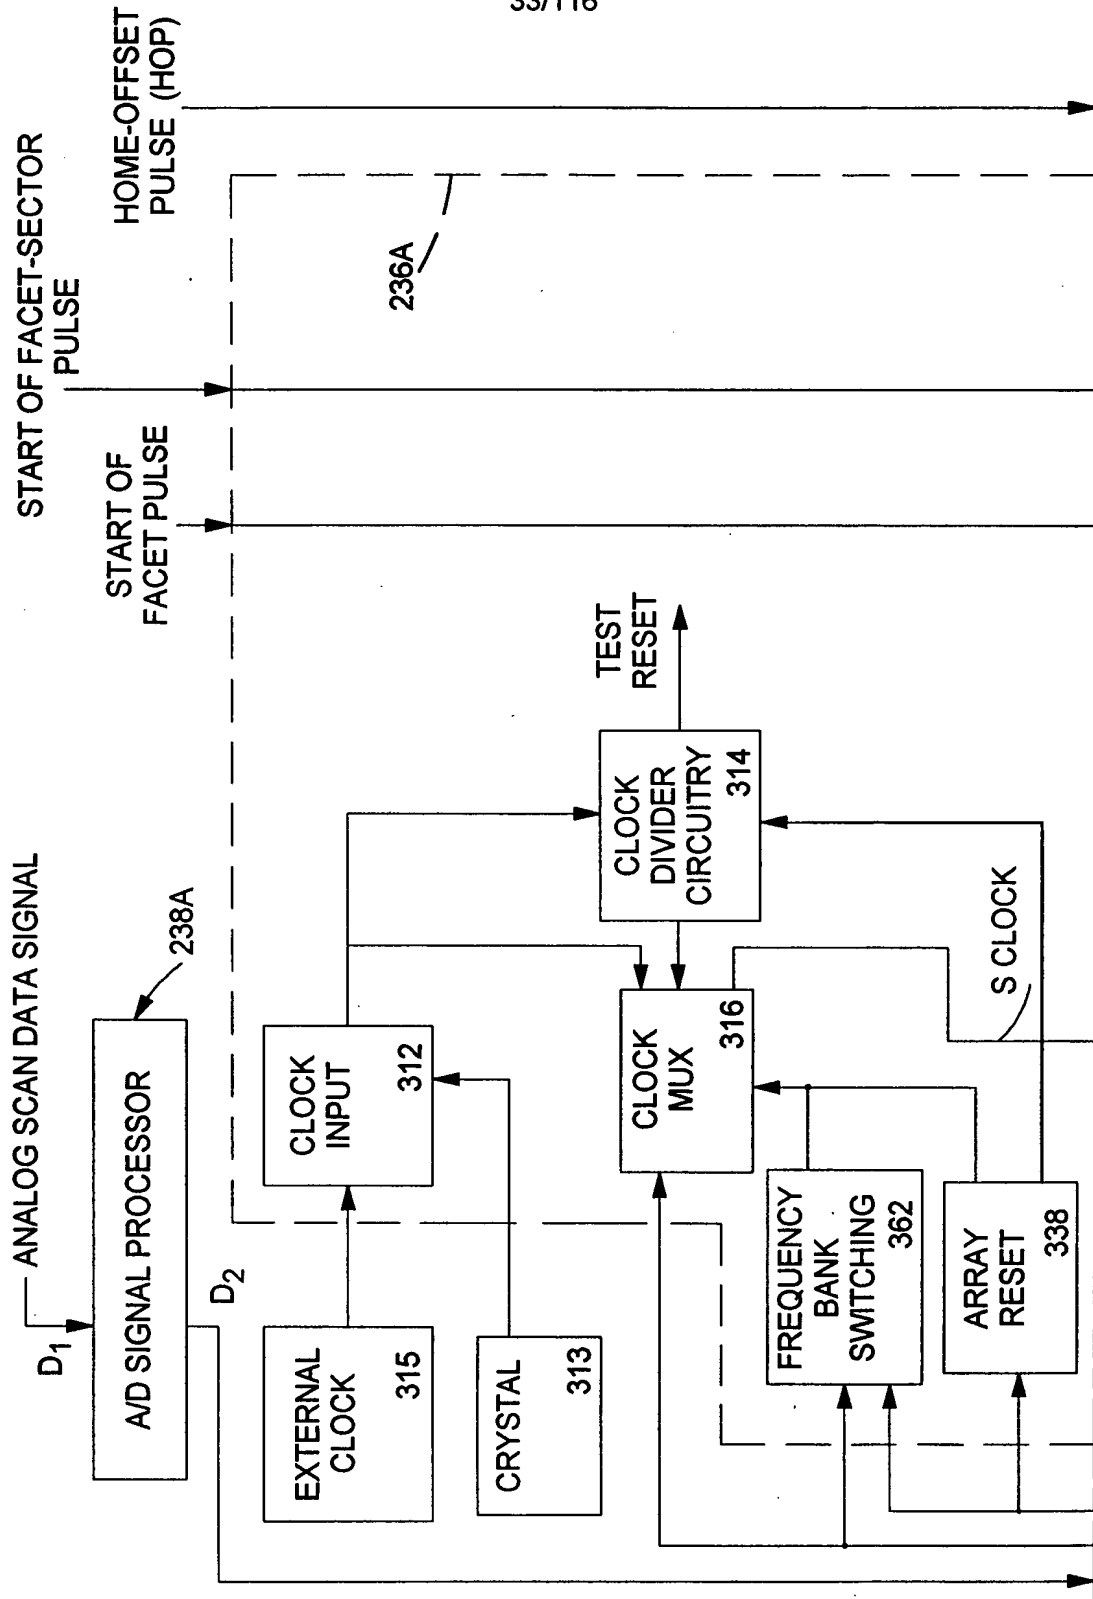 33/116
START OF FACET-SECTOR
PULSE
HOME-OFFSET
PULSE (HOP)
START OF
FACET PULSE
236A
ANALOG SCAN DATA SIGNAL
D1
A/D SIGNAL PROCESSOR
238A
D2
EXTERNAL
CLOCK
315
CLOCK
INPUT
312
CRYSTAL
313
CLOCK
DIVIDER
CIRCUITRY
314
TEST
RESET
CLOCK
MUX
316
FREQUENCY
BANK
SWITCHING
362
ARRAY
RESET
338
S CLOCK